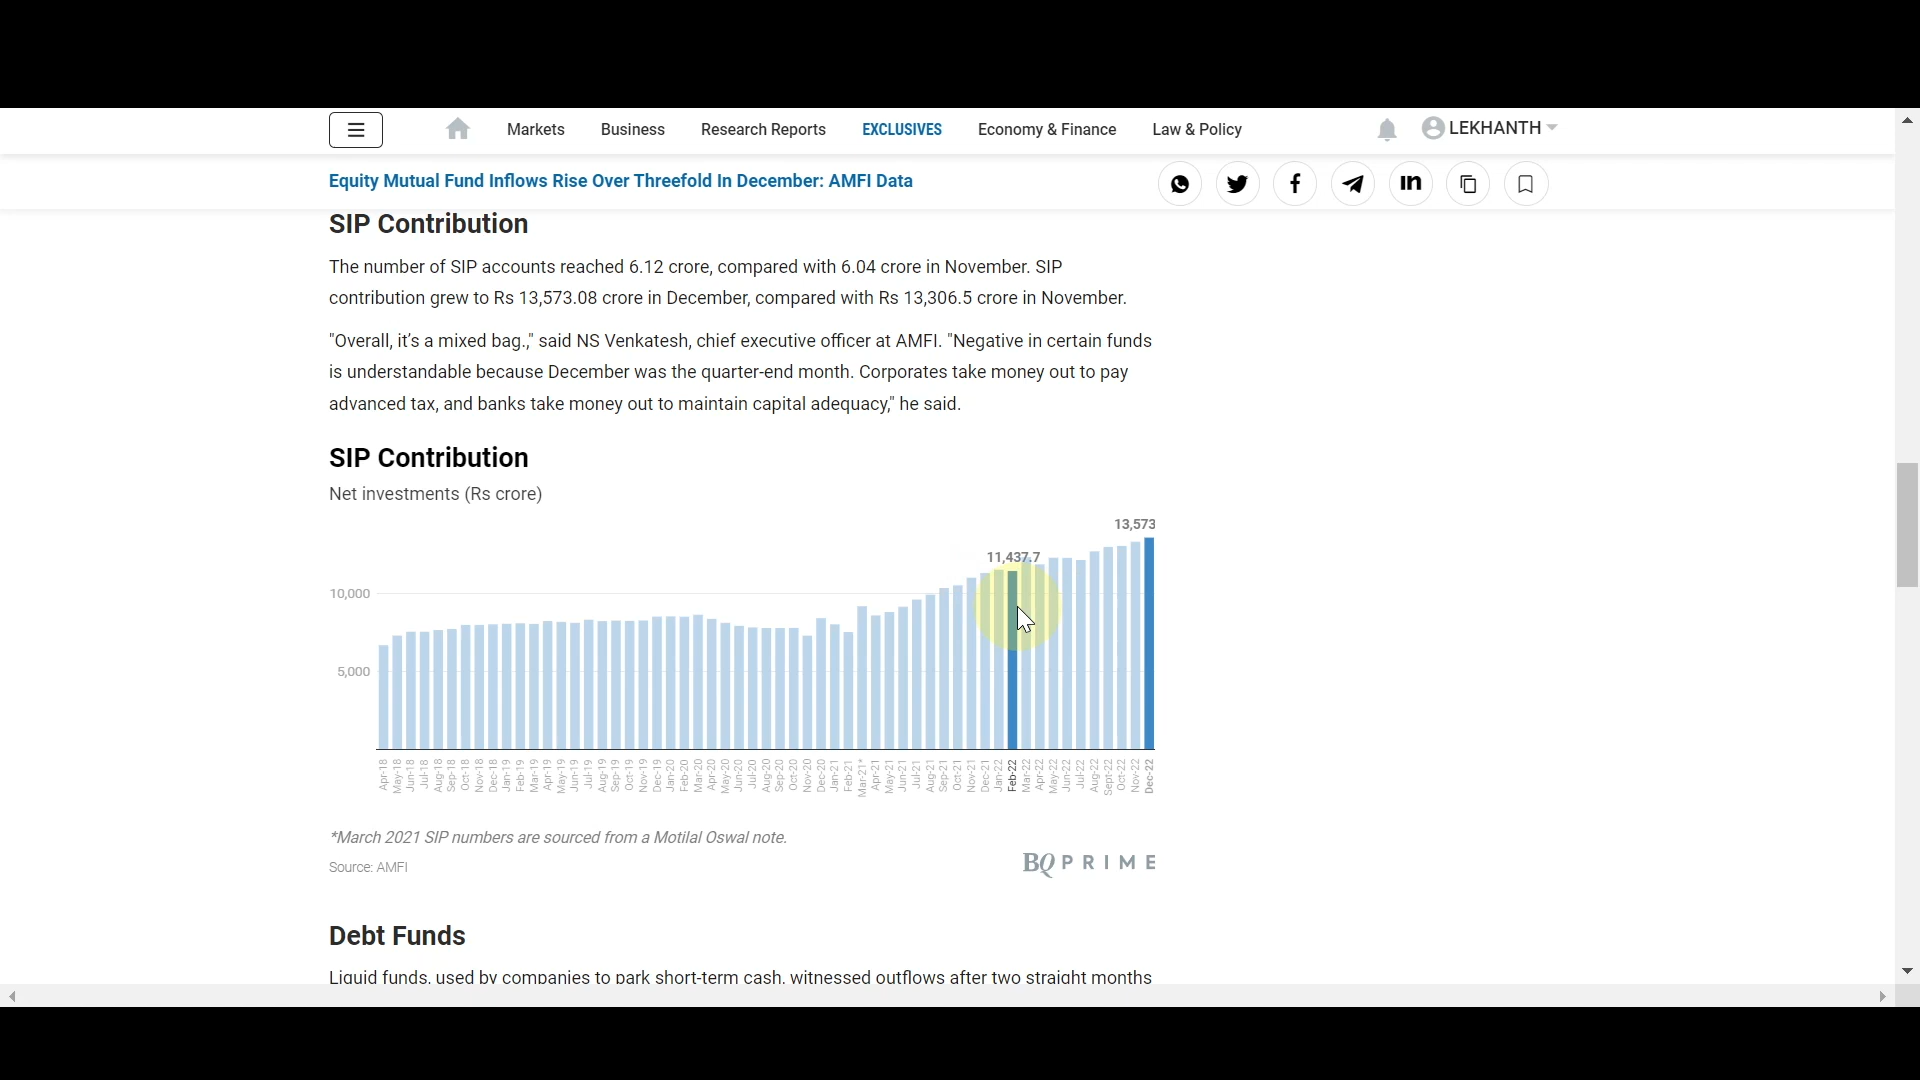 Markets
Business
Research Reports
EXCLUSIVES
Economy & Finance
Law & Policy
LEKHANTH
Equity Mutual Fund Inflows Rise Over Threefold In December: AMFI Data
SIP Contribution
The number of SIP accounts reached 6.12 crore, compared with 6.04 crore in November. SIP
contribution grew to Rs 13,573.08 crore in December, compared with Rs 13,306.5 crore in November.
"Overall, it’s a mixed bag.," said NS Venkatesh, chief executive officer at AMFI. "Negative in certain funds
is understandable because December was the quarter-end month. Corporates take money out to pay
advanced tax, and banks take money out to maintain capital adequacy," he said.
SIP Contribution
Net investments (Rs crore)
13,573
11,437.7
10,000
5,000
Apr-18
May-18
Jun-18
Jul-18
Aug-18
Sep-18
Oct-18
Nov-18
Dec-18
Jan-19
Feb-19
Mar-19
Apr-19
May-19
Jun-19
Jul-19
Aug-19
Sep-19
Oct-19
Nov-19
Dec-19
Jan-20
Feb-20
Mar-20
Apr-20
May-20
Jun-20
Jul-20
Aug-20
Sep-20
Oct-20
Nov-20
Dec-20
Jan-21
Feb-21
Mar-21*
Apr-21
May-21
Jun-21
Jul-21
Aug-21
Sep-21
Oct-21
Nov-21
Dec-21
Jan-22
Feb-22
Mar-22
Apr-22
May-22
Jun-22
Jul-22
Aug-22
Sept-22
Oct-22
Nov-22
Dec-22
*March 2021 SIP numbers are sourced from a Motilal Oswal note.
Source: AMFI
BQ PRIME
Debt Funds
Liquid funds, used by companies to park short-term cash, witnessed outflows after two straight months